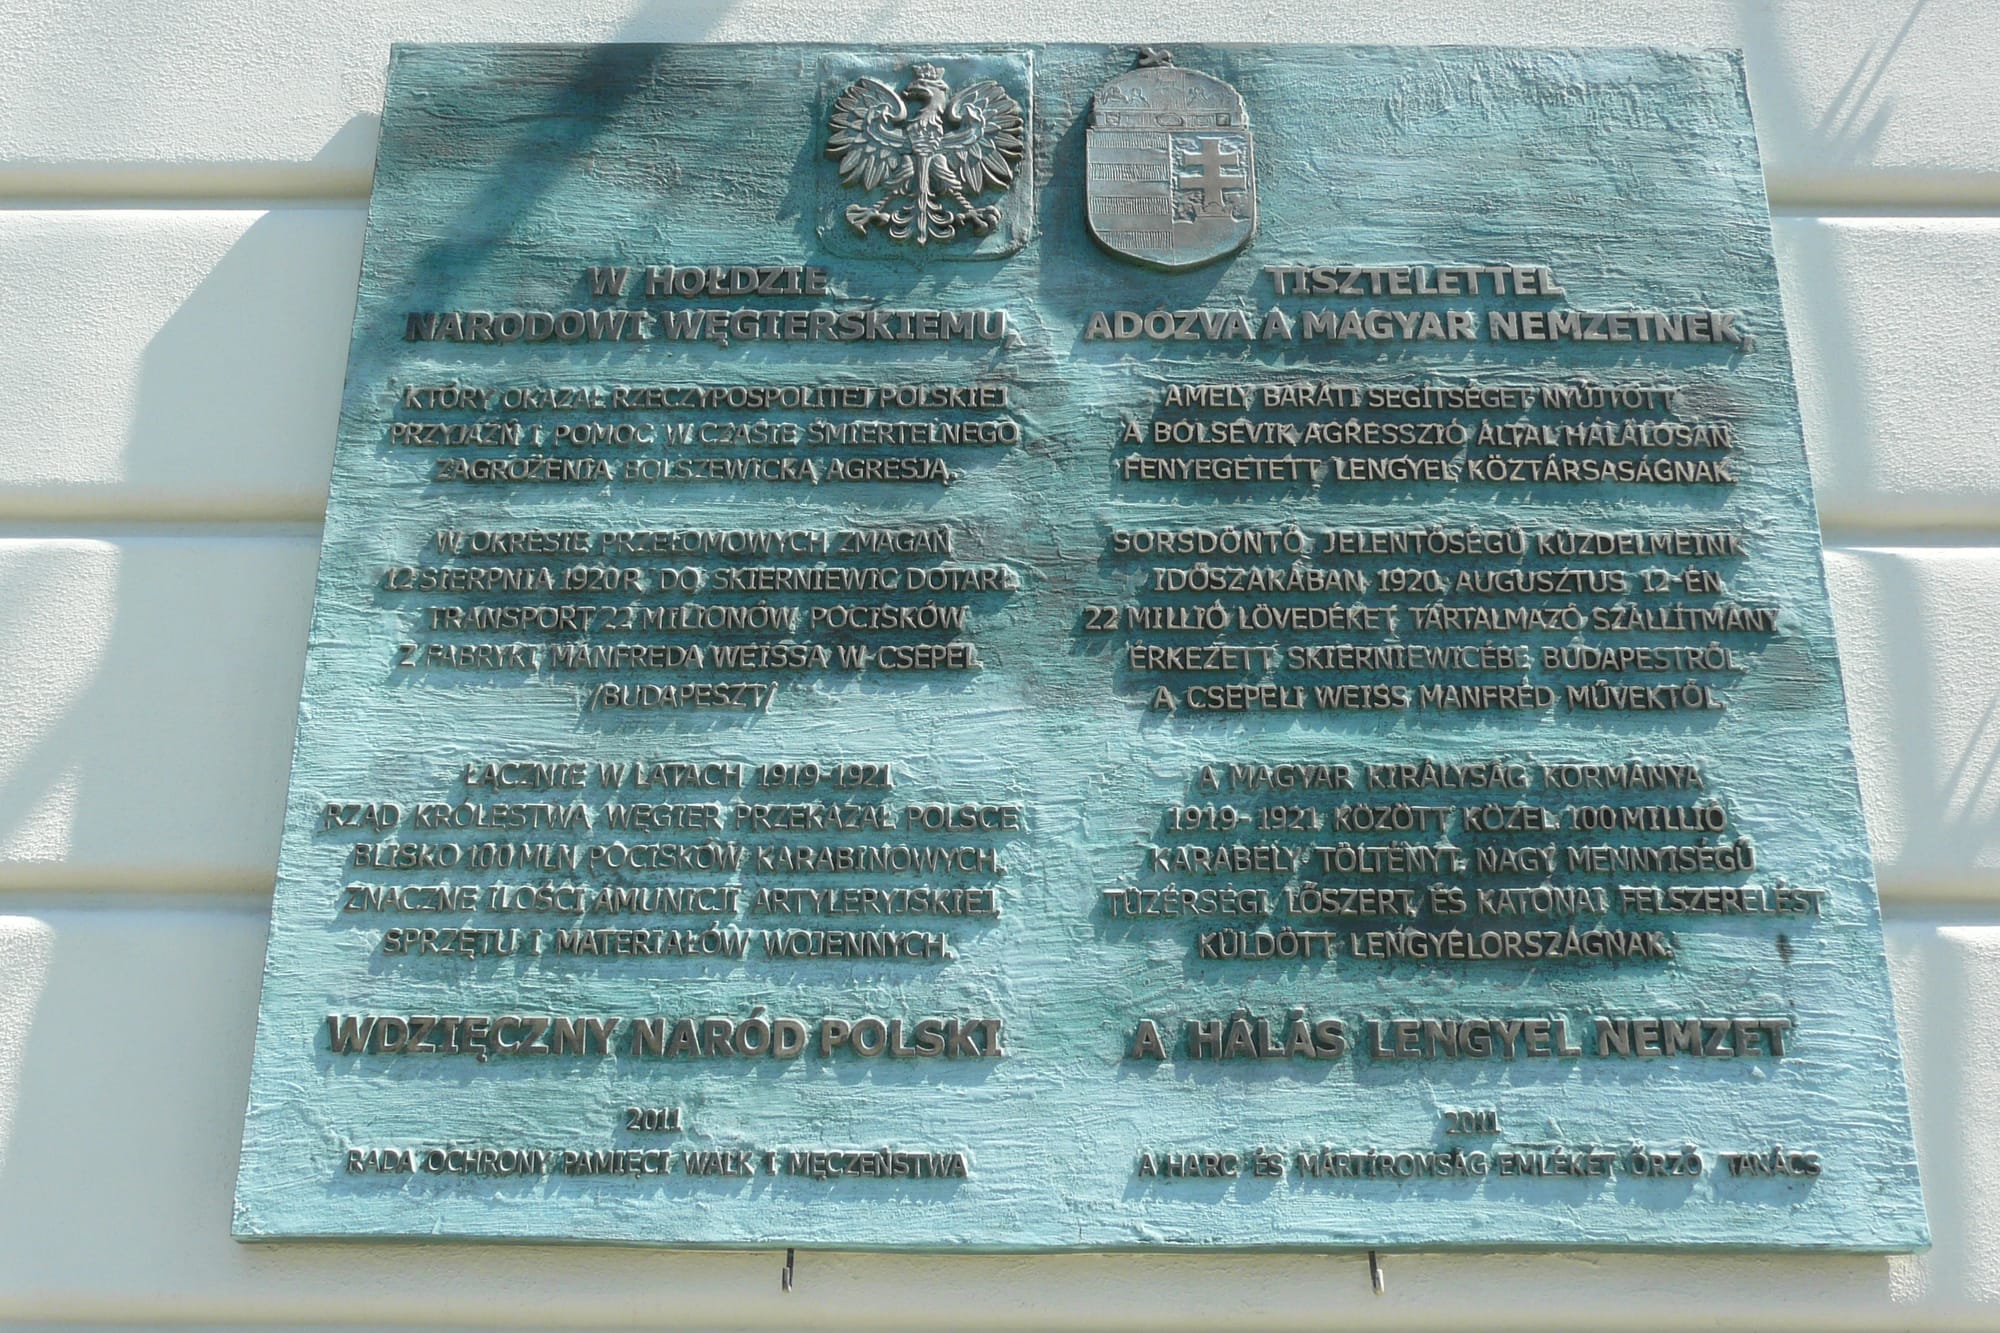 W HOŁDZIE
NARODOWI WĘGIERSKIEMU,
KTÓRY OKAZAŁ RZECZYPOSPOLITEJ POLSKIEJ
PRZYJAŹŃ I POMOC W CZASIE ŚMIERTELNEGO
ZAGROŻENIA BOLSZEWICKĄ AGRESJĄ.
W OKRESIE PRZEŁOMOWYCH ZMAGAŃ
12 SIERPNIA 1920 R. DO SKIERNIEWIC DOTARŁ
TRANSPORT 22 MILIONÓW POCISKÓW
Z FABRYKI MANFREDA WEISSA W CSEPEL
/BUDAPESZT/
ŁĄCZNIE W LATACH 1919-1921
RZĄD KRÓLESTWA WĘGIER PRZEKAZAŁ POLSCE
BLISKO 100 MLN POCISKÓW KARABINOWYCH,
ZNACZNE ILOŚCI AMUNICJI ARTYLERYJSKIEJ,
SPRZĘTU I MATERIAŁÓW WOJENNYCH.
WDZIĘCZNY NARÓD POLSKI
2011
RADA OCHRONY PAMIĘCI WALK I MĘCZEŃSTWA
TISZTELETTEL
ADÓZVA A MAGYAR NEMZETNEK,
AMELY BARÁTI SEGÍTSÉGET NYÚJTOTT
A BOLSEVIK AGRESSZIÓ ÁLTAL HALÁLOSAN
FENYEGETETT LENGYEL KÖZTÁRSASÁGNAK.
SORSDÖNTŐ JELENTŐSÉGŰ KÜZDELMEINK
IDŐSZAKÁBAN 1920. AUGUSZTUS 12-ÉN
22 MILLIÓ LÖVEDÉKET TARTALMAZÓ SZÁLLÍTMÁNY
ÉRKEZETT SKIERNIEWICÉBE BUDAPESTRŐL
A CSEPELI WEISS MANFRÉD MŰVEKTŐL.
A MAGYAR KIRÁLYSÁG KORMÁNYA
1919-1921 KÖZÖTT KÖZEL 100 MILLIÓ
KARABÉLY TÖLTÉNYT, NAGY MENNYISÉGŰ
TÜZÉRSÉGI LŐSZERT, ÉS KATONAI FELSZERELÉST
KÜLDÖTT LENGYELORSZÁGNAK.
A HÁLÁS LENGYEL NEMZET
2011
A HARC ÉS MÁRTÍROMSÁG EMLÉKÉT ŐRZŐ TANÁCS